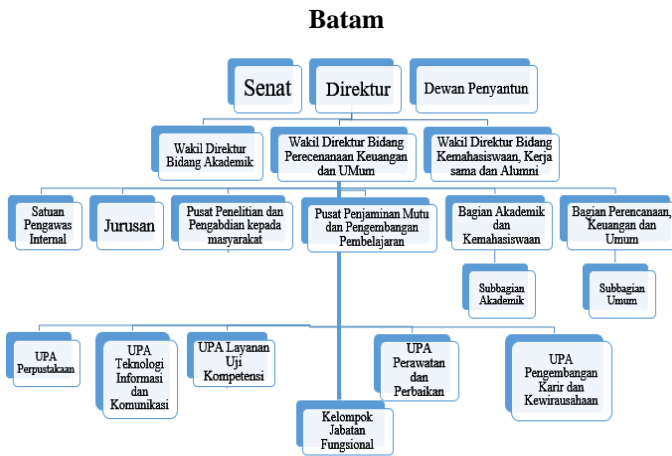 Batam
Senat
Direktur
Dewan Penyantun
Wakil Direktur
Bidang Akademik
Wakil Direktur Bidang
Perecenanaan Keuangan
dan UMum
Wakil Direktur Bidang
Kemahasiswaan, Kerja
sama dan Alumni
Satuan
Pengawas
Internal
Jurusan
Pusat Penelitian dan
Pengabdian kepada
masyarakat
Pusat Penjaminan Mutu
dan Pengembangan
Pembelajaran
Bagian Akademik
dan
Kemahasiswaan
Bagian Perencanaan,
Keuangan dan
Umum
Subbagian
Akademik
Subbagian
Umum
UPA
Perpustakaan
UPA
Teknologi
Informasi
dan
Komunikasi
UPA Layanan
Uji
Kompetensi
UPA
Perawatan
dan
Perbaikan
UPA
Pengembangan
Karir dan
Kewirausahaan
Kelompok
Jabatan
Fungsional